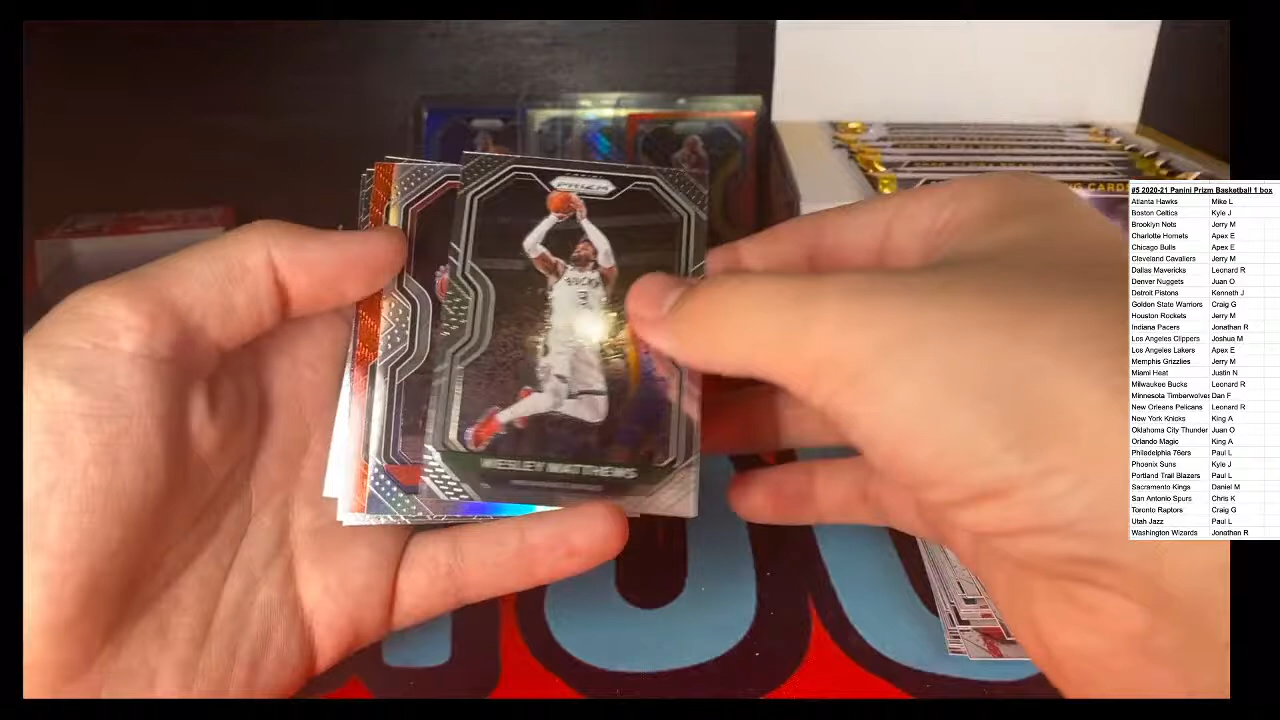 PRIZM
BUCKS
3
WESLEY MATTHEWS
#5 2020-21 Panini Prizm Basketball 1 box
Atlanta Hawks Mike L
Boston Celtics Kyle J
Brooklyn Nets Jerry M
Charlotte Hornets Apex E
Chicago Bulls Apex E
Cleveland Cavaliers Jerry M
Dallas Mavericks Leonard R
Denver Nuggets Juan O
Detroit Pistons Kenneth J
Golden State Warriors Craig G
Houston Rockets Jerry M
Indiana Pacers Jonathan R
Los Angeles Clippers Joshua M
Los Angeles Lakers Apex E
Memphis Grizzlies Jerry M
Miami Heat Justin N
Milwaukee Bucks Leonard R
Minnesota Timberwolves Dan F
New Orleans Pelicans Leonard R
New York Knicks King A
Oklahoma City Thunder Juan O
Orlando Magic King A
Philadelphia 76ers Paul L
Phoenix Suns Kyle J
Portland Trail Blazers Paul L
Sacramento Kings Daniel M
San Antonio Spurs Chris K
Toronto Raptors Craig G
Utah Jazz Paul L
Washington Wizards Jonathan R